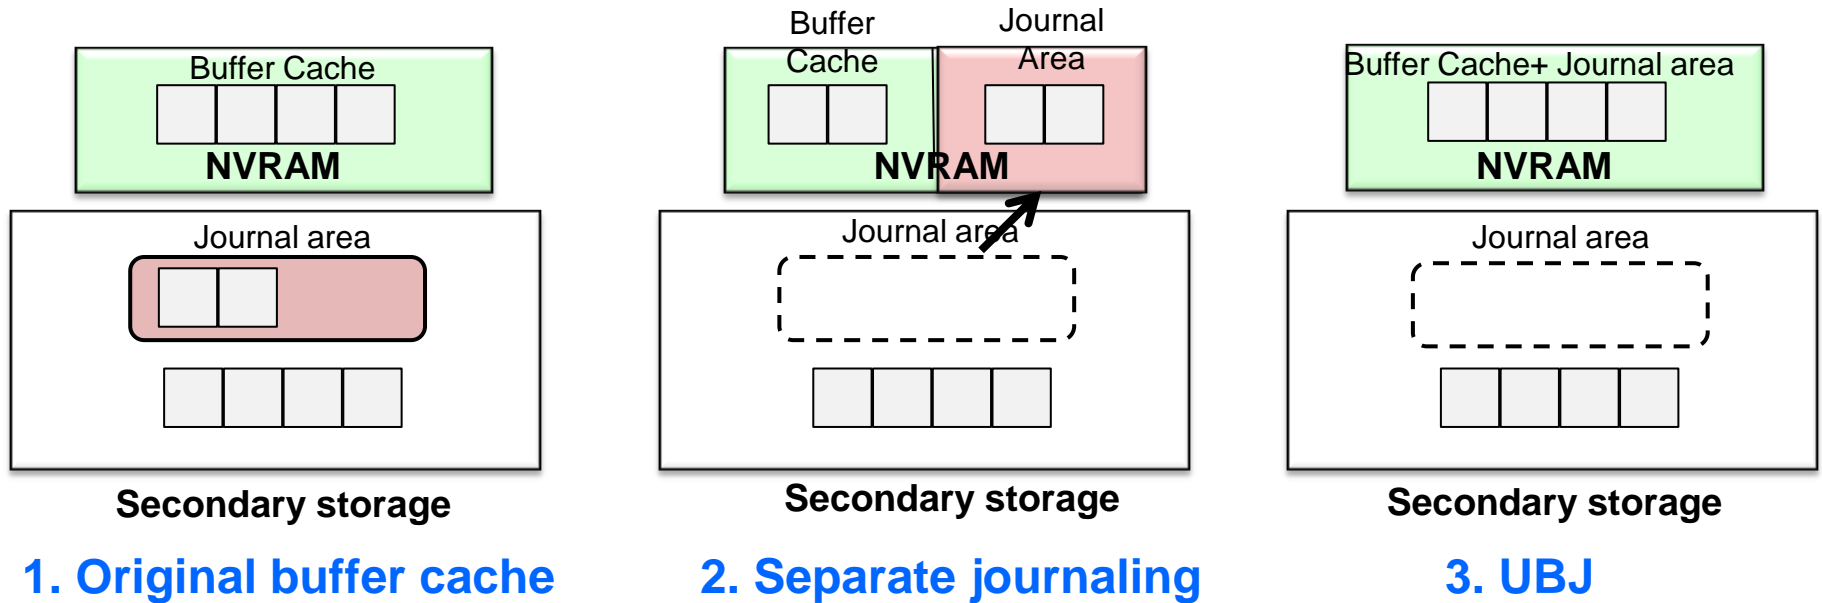 Buffer Cache
NVRAM
Journal area
Secondary storage
1. Original buffer cache
Buffer
Cache
Journal
Area
NVRAM
Journal area
Secondary storage
2. Separate journaling
Buffer Cache+ Journal area
NVRAM
Journal area
Secondary storage
3. UBJ